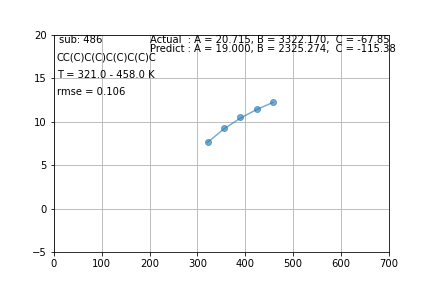 sub: 486
Actual : A = 20.715, B = 3322.170, C = -67.85
Predict : A = 19.000, B = 2325.274, C = -115.38
CC(C)C(C)C(C)C(C)C
T = 321.0 - 458.0 K
rmse = 0.106
20
15
10
5
0
−5
0 100 200 300 400 500 600 700